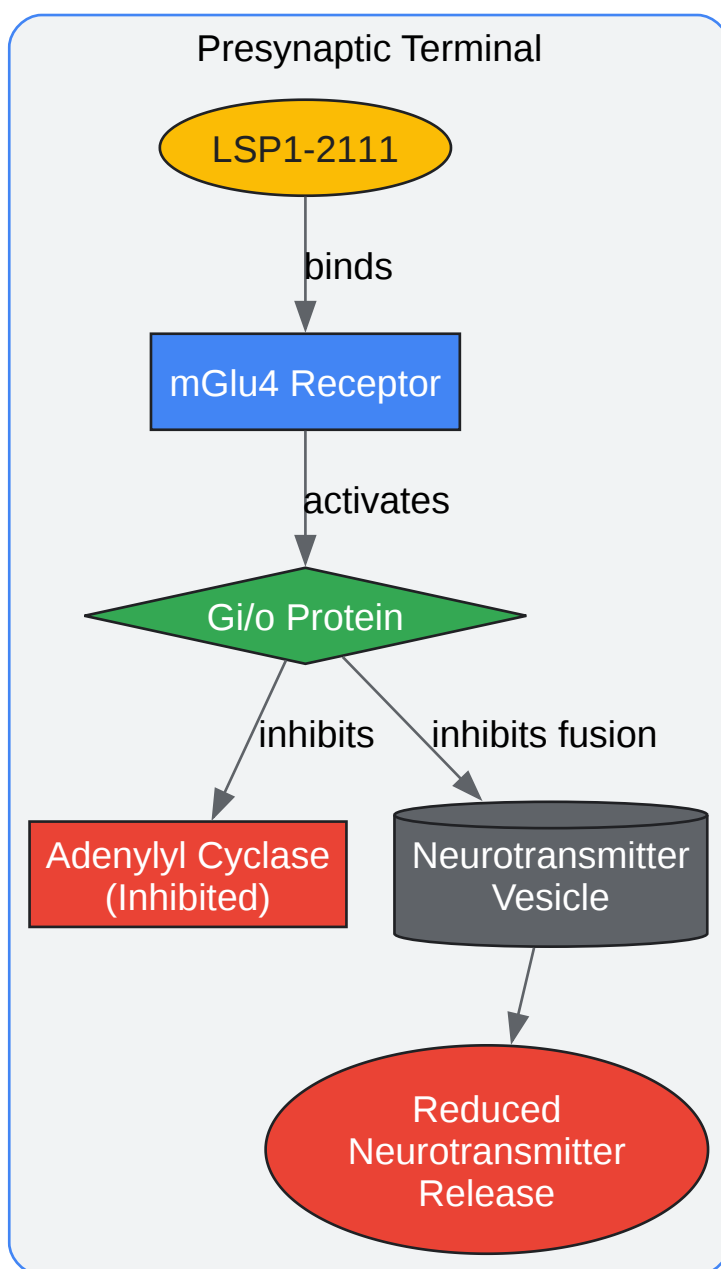 Presynaptic Terminal
LSP1-2111
binds
mGlu4 Receptor
activates
Gi/o Protein
inhibits
inhibits fusion
Adenylyl Cyclase
(Inhibited)
Neurotransmitter
Vesicle
Reduced
Neurotransmitter
Release